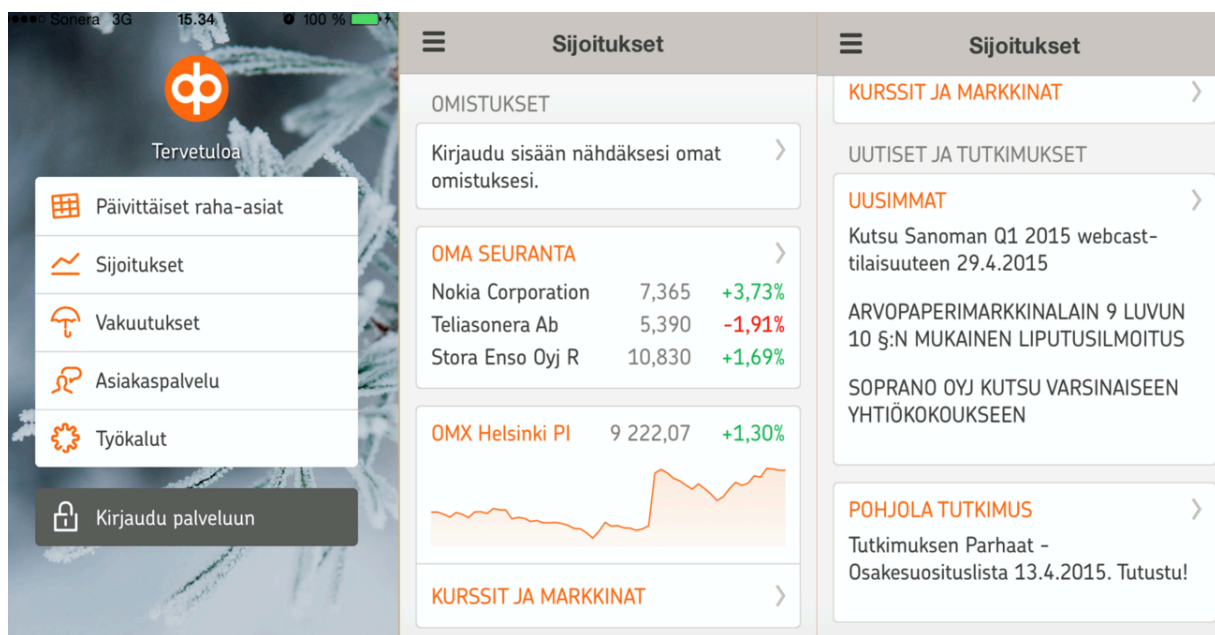 Sonera 3G 15.34 100 %
Tervetuloa
Päivittäiset raha-asiat
Sijoitukset
Vakuutukset
Asiakaspalvelu
Työkalut
Kirjaudu palveluun
Sijoitukset
OMISTUKSET
Kirjaudu sisään nähdäksesi omat
omistuksesi.
OMA SEURANTA
Nokia Corporation 7,365 +3,73%
Teliasonera Ab 5,390 -1,91%
Stora Enso Oyj R 10,830 +1,69%
OMX Helsinki PI 9 222,07 +1,30%
KURSSIT JA MARKKINAT
Sijoitukset
KURSSIT JA MARKKINAT
UUTISET JA TUTKIMUKSET
UUSIMMAT
Kutsu Sanoman Q1 2015 webcast-
tilaisuuteen 29.4.2015
ARVOPAPERIMARKKINALAIN 9 LUVUN
10 §:N MUKAINEN LIPUTUSILMOITUS
SOPRANO OYJ KUTSU VARSINAISEEN
YHTIÖKOKOUKSEEN
POHJOLA TUTKIMUS
Tutkimuksen Parhaat -
Osakesuosituslista 13.4.2015. Tutustu!